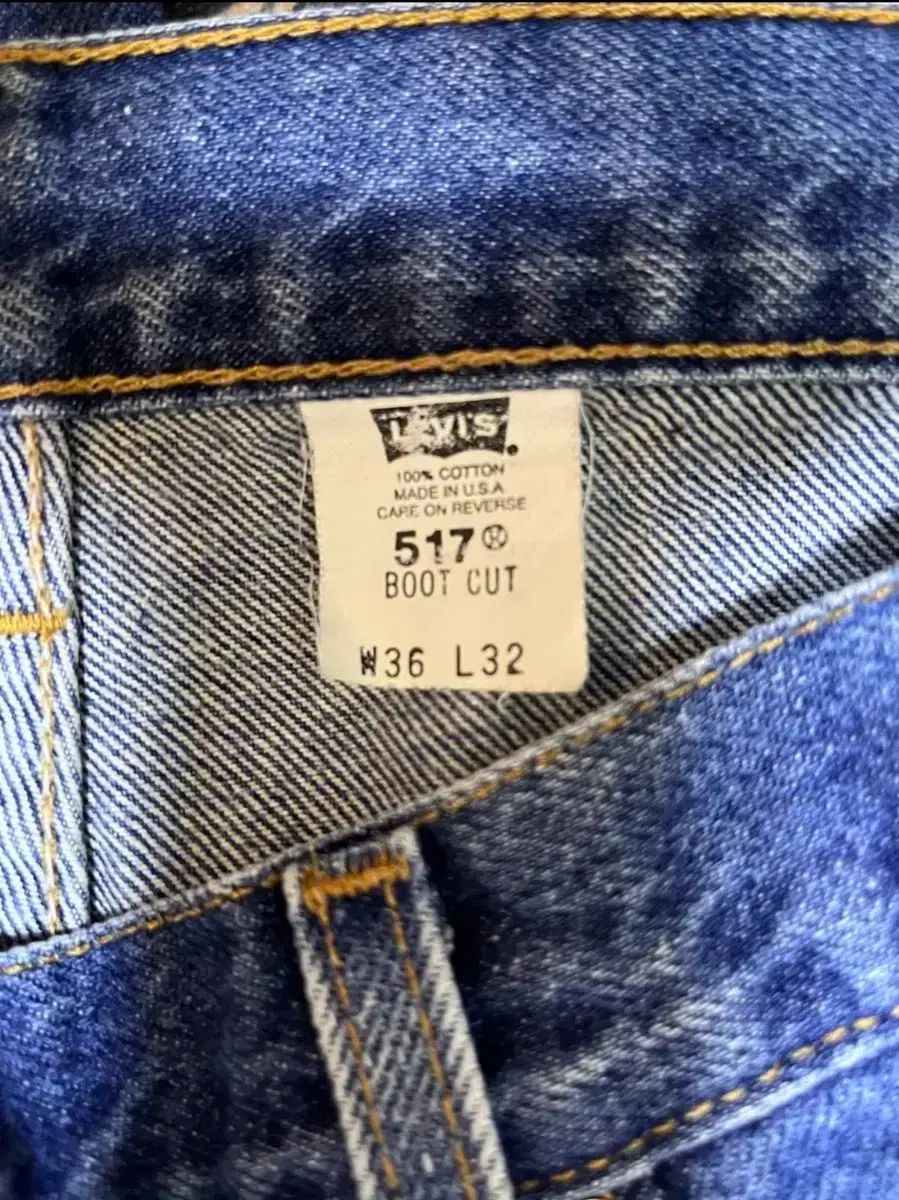 LEVI'S
100% COTTON
MADE IN U.S.A
CARE ON REVERSE
517®
BOOT CUT
W36 L32